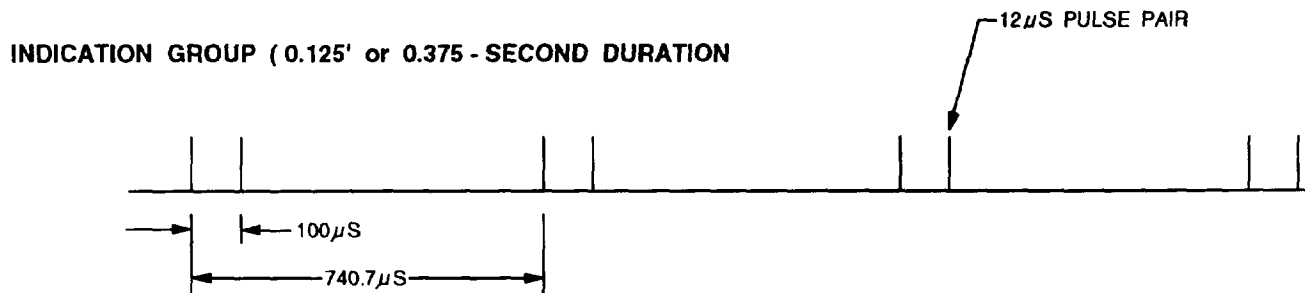 12µS PULSE PAIR
INDICATION GROUP ( 0.125' or 0.375 - SECOND DURATION
100µS
740.7µS